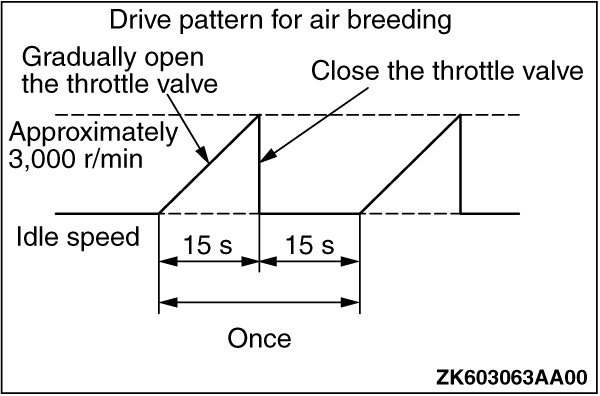 Drive pattern for air breeding
Gradually open
the throttle valve
Close the throttle valve
Approximately
3,000 r/min
Idle speed
15 s
15 s
Once
ZK603063AA00